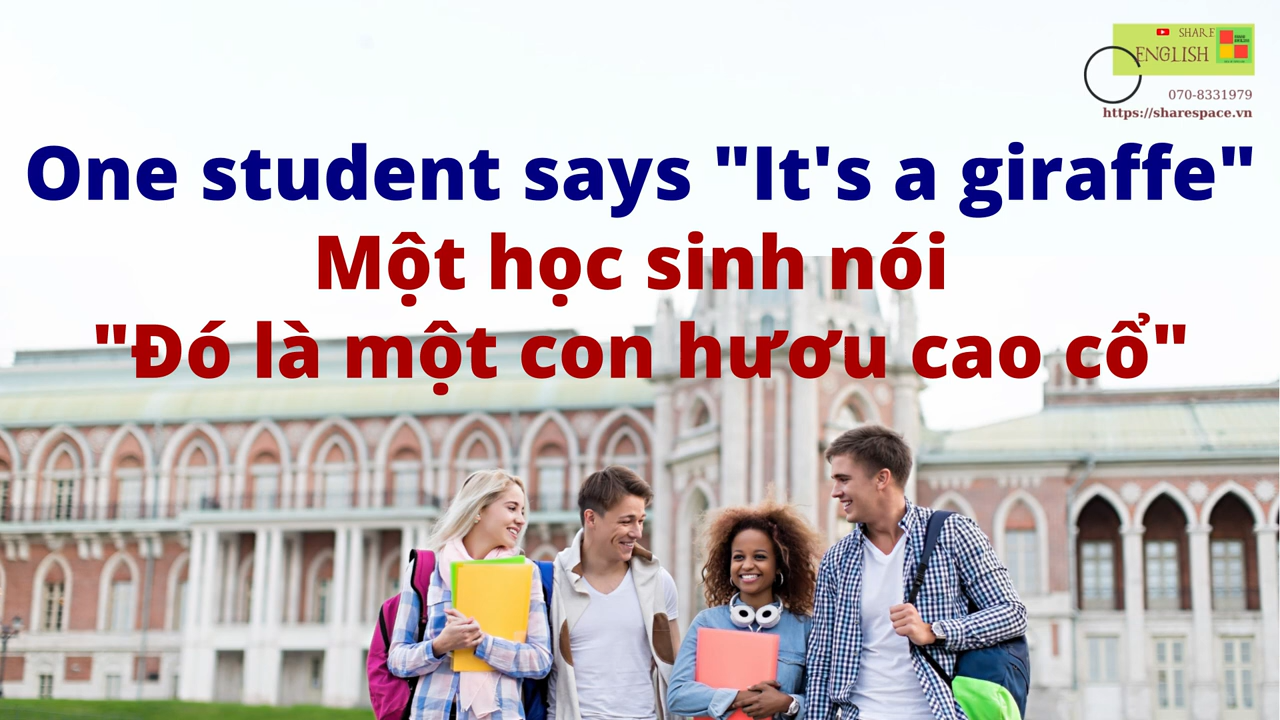 SHARE
ENGLISH
070-8331979
https://sharespace.vn
One student says "It's a giraffe"
Một học sinh nói
"Đó là một con hươu cao cổ"